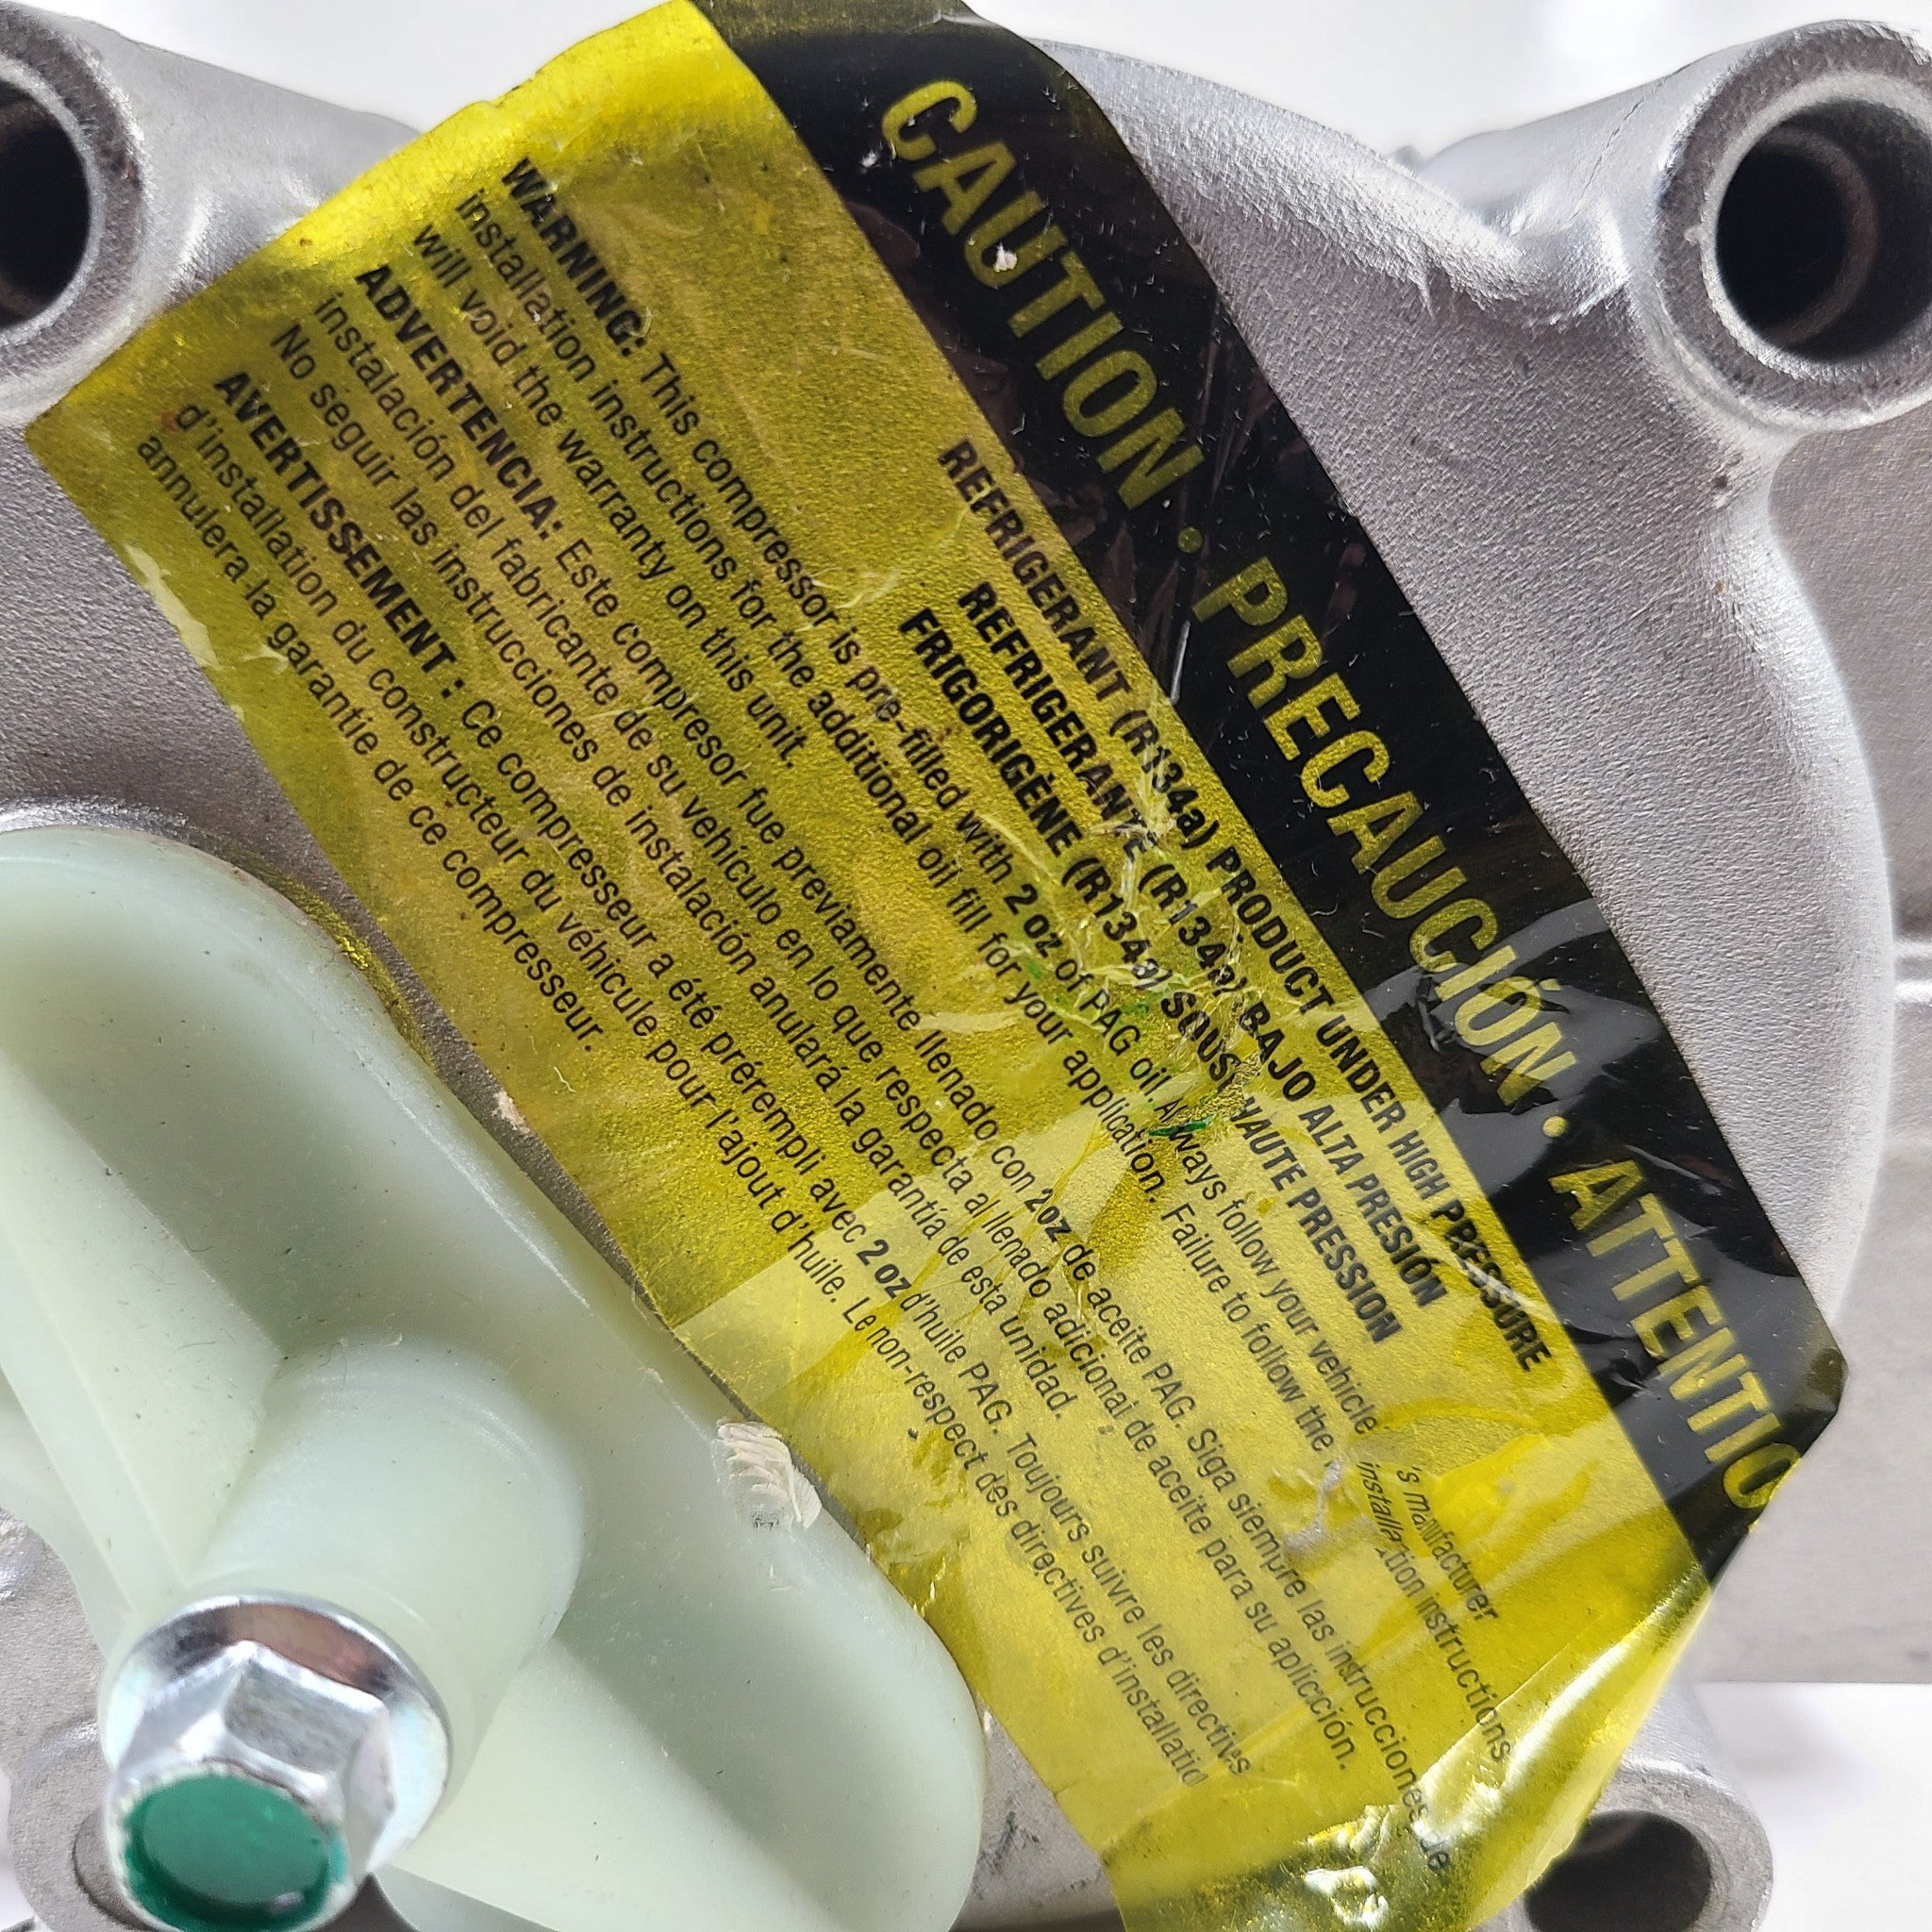 CAUTION • PRECAUCIÓN • ATTENTIO
REFRIGERANT (R134a) PRODUCT UNDER HIGH PRESSURE
REFRIGERANTE (R134a) BAJO ALTA PRESIÓN
FRIGORIGÈNE (R134a) SOUS HAUTE PRESSION
WARNING: This compressor is pre-filled with 2 oz of PAG oil. Always follow your vehicle's manufacturer
installation instructions for the additional oil fill for your application. Failure to follow the installation instructions
will void the warranty on this unit.
ADVERTENCIA: Este compresor fue previamente llenado con 2oz de aceite PAG. Siga siempre las instrucciones de
instalación del fabricante de su vehículo en lo que respecta al llenado adicional de aceite para su aplicición.
No seguir las instrucciones de instalación anulará la garantía de esta unidad.
AVERTISSEMENT : Ce compresseur a été prérempli avec 2 oz d'huile PAG. Toujours suivre les directives
d'installation du constructeur du véhicule pour l'ajout d'huile. Le non-respect des directives d'installatio
annulera la garantie de ce compresseur.